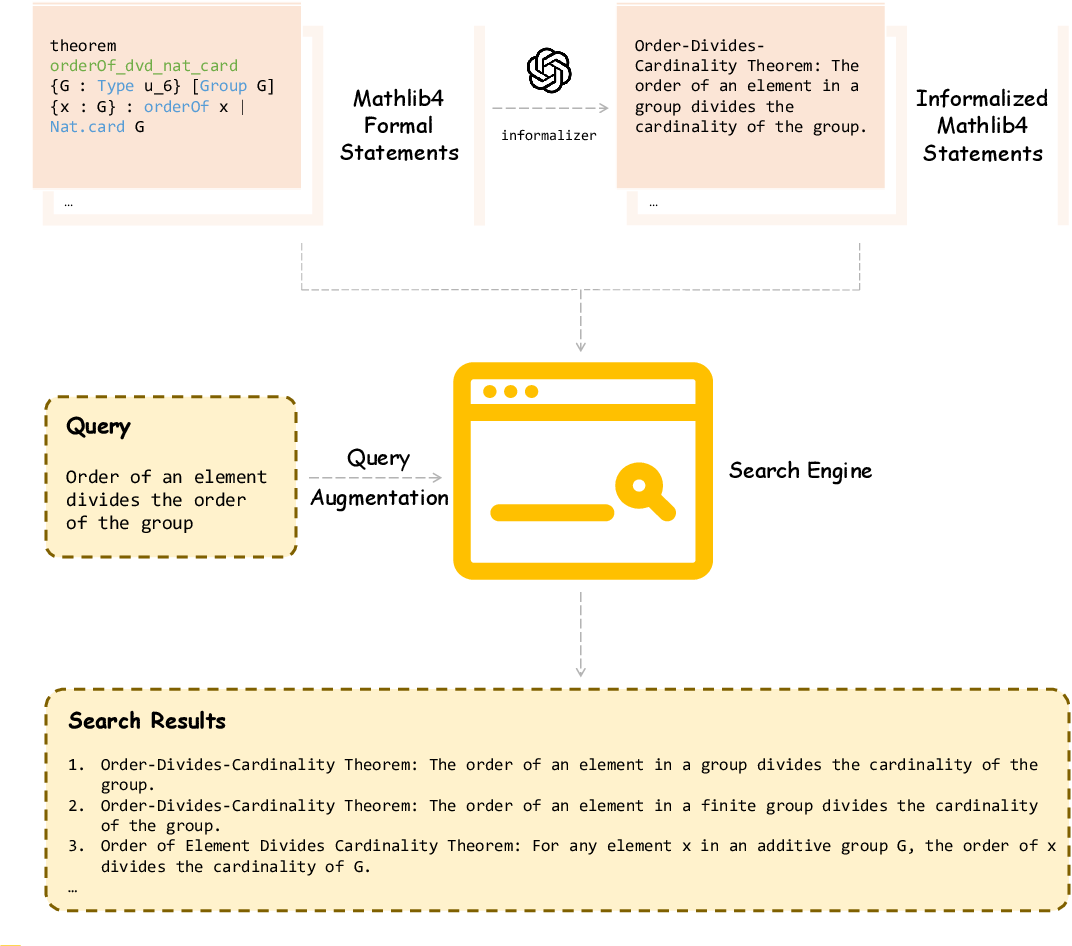 theorem
orderOf_dvd_nat_card
{G : Type u_6} [Group G]
{x : G} : orderOf x |
Nat.card G
…
Mathlib4
Formal
Statements
informalizer
Order-Divides-
Cardinality Theorem: The
order of an element in a
group divides the
cardinality of the group.
…
Informalized
Mathlib4
Statements
Query
Order of an element
divides the order
of the group
Query
Augmentation
Search Engine
Search Results
1. Order-Divides-Cardinality Theorem: The order of an element in a group divides the cardinality of the
group.
2. Order-Divides-Cardinality Theorem: The order of an element in a finite group divides the cardinality
of the group.
3. Order of Element Divides Cardinality Theorem: For any element x in an additive group G, the order of x
divides the cardinality of G.
…